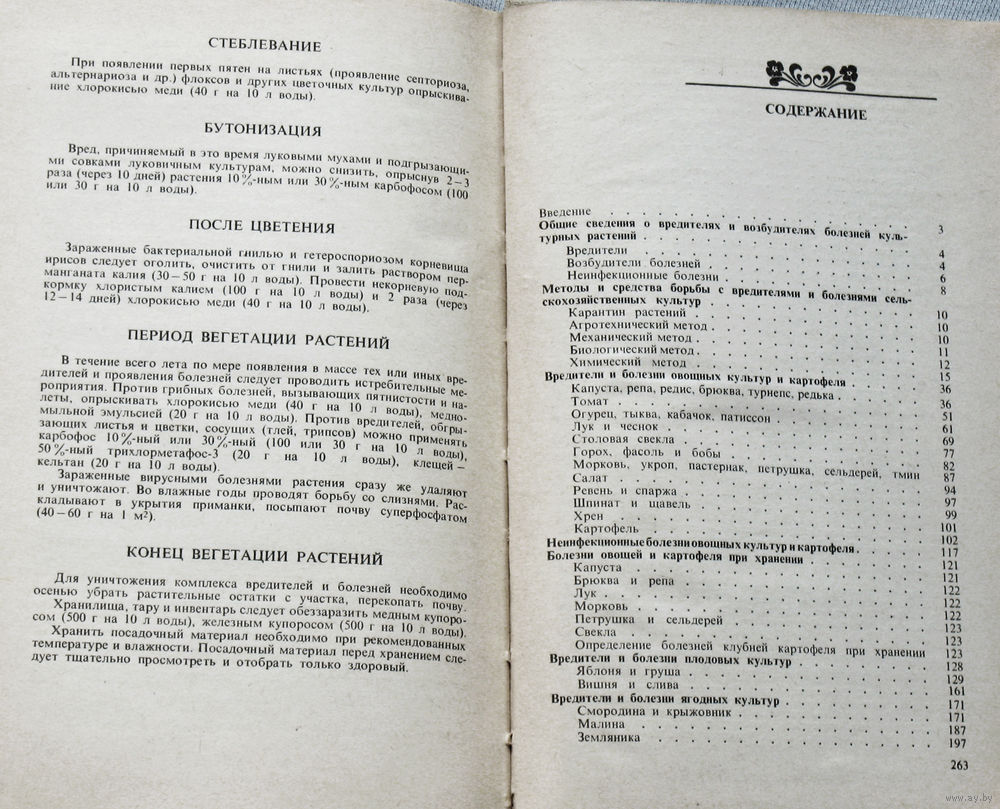 СТЕБЛЕВАНИЕ
При появлении первых пятен на листьях (проявление септориоза,
альтернариоза и др.) флоксов и других цветочных культур опрыскива-
ние хлорокисью меди (40 г на 10 л воды).
БУТОНИЗАЦИЯ
Вред, причиняемый в это время луковыми мухами и подгрызающи-
ми совками луковичным культурам, можно снизить, опрыснув 2—3
раза (через 10 дней) растения 10%-ным или 30%-ным карбофосом (100
или 30 г на 10 л воды).
ПОСЛЕ ЦВЕТЕНИЯ
Зараженные бактериальной гнилью и гетероспориозом корневища
ирисов следует оголить, очистить от гнили и залить раствором пер-
манганата калия (30—50 г на 10 л воды). Провести некорневую под-
кормку хлористым калием (100 г на 10 л воды) и 2 раза (через
12—14 дней) хлорокисью меди (40 г на 10 л воды).
ПЕРИОД ВЕГЕТАЦИИ РАСТЕНИЙ
В течение всего лета по мере появления в массе тех или иных вре-
дителей и проявления болезней следует проводить истребительные ме-
роприятия. Против грибных болезней, вызывающих пятнистости и на-
леты, опрыскивать хлорокисью меди (40 г на 10 л воды), медно-
мыльной эмульсией (20 г на 10 л воды). Против вредителей, обгры-
зающих листья и цветки, сосущих (тлей, трипсов) можно применять
карбофос 10%-ный или 30%-ный (100 или 30 г на 10 л воды),
50%-ный трихлорметафос-3 (20 г на 10 л воды), клещей —
кельтан (20 г на 10 л воды).
Зараженные вирусными болезнями растения сразу же удаляют
и уничтожают. Во влажные годы проводят борьбу со слизнями. Рас-
кладывают в укрытия приманки, посыпают почву суперфосфатом
(40—60 г на 1 м²).
КОНЕЦ ВЕГЕТАЦИИ РАСТЕНИЙ
Для уничтожения комплекса вредителей и болезней необходимо
осенью убрать растительные остатки с участка, перекопать почву.
Хранилища, тару и инвентарь следует обеззаразить медным купоро-
сом (500 г на 10 л воды), железным купоросом (500 г на 10 л воды).
Хранить посадочный материал необходимо при рекомендованных
температуре и влажности. Посадочный материал перед хранением сле-
дует тщательно просмотреть и отобрать только здоровый.
СОДЕРЖАНИЕ
Введение . . . 3
Общие сведения о вредителях и возбудителях болезней куль-
турных растений . . . 4
Вредители . . . 4
Возбудители болезней . . . 6
Неинфекционные болезни . . . 8
Методы и средства борьбы с вредителями и болезнями сель-
скохозяйственных культур . . . 10
Карантин растений . . . 10
Агротехнический метод . . . 10
Механический метод . . . 11
Биологический метод . . . 12
Химический метод . . . 15
Вредители и болезни овощных культур и картофеля . . . 36
Капуста, репа, редис, брюква, турнепс, редька . . . 36
Томат . . . 51
Огурец, тыква, кабачок, патиссон . . . 61
Лук и чеснок . . . 69
Столовая свекла . . . 77
Горох, фасоль и бобы . . . 82
Морковь, укроп, пастернак, петрушка, сельдерей, тмин 87
Салат . . . 94
Ревень и спаржа . . . 97
Шпинат и щавель . . . 99
Хрен . . . 101
Картофель . . . 102
Неинфекционные болезни овощных культур и картофеля . . . 117
Болезни овощей и картофеля при хранении . . . 121
Капуста . . . 121
Брюква и репа . . . 122
Лук . . . 122
Морковь . . . 122
Петрушка и сельдерей . . . 123
Свекла . . . 123
Определение болезней клубней картофеля при хранении 123
Вредители и болезни плодовых культур . . . 128
Яблоня и груша . . . 129
Вишня и слива . . . 161
Вредители и болезни ягодных культур . . . 171
Смородина и крыжовник . . . 171
Малина . . . 187
Земляника . . . 197
263
www.ay.by